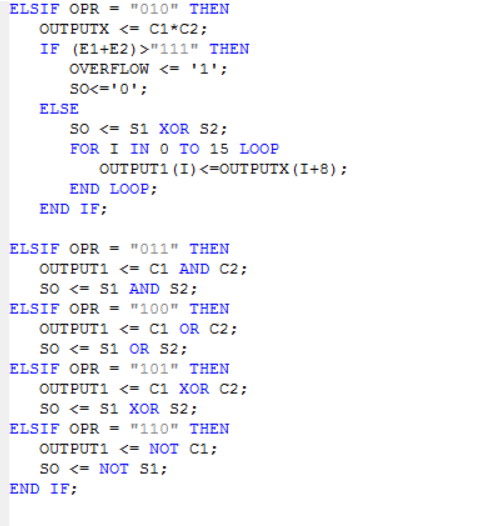 ELSIF OPR = "010" THEN
OUTPUTX <= C1*C2;
IF (E1+E2)>"111" THEN
OVERFLOW <= '1';
SO<='0';
ELSE
SO <= S1 XOR S2;
FOR I IN 0 TO 15 LOOP
OUTPUT1(I)<=OUTPUTX(I+8);
END LOOP;
END IF;
ELSIF OPR = "011" THEN
OUTPUT1 <= C1 AND C2;
SO <= S1 AND S2;
ELSIF OPR = "100" THEN
OUTPUT1 <= C1 OR C2;
SO <= S1 OR S2;
ELSIF OPR = "101" THEN
OUTPUT1 <= C1 XOR C2;
SO <= S1 XOR S2;
ELSIF OPR = "110" THEN
OUTPUT1 <= NOT C1;
SO <= NOT S1;
END IF;